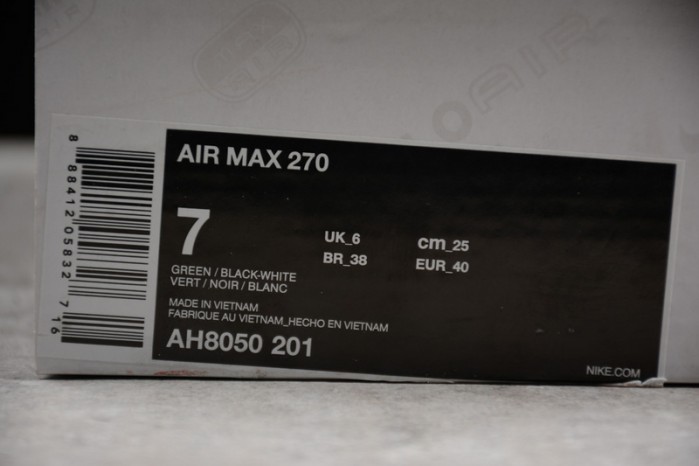 AIR MAX 270
7
UK_6 cm_25
BR_38 EUR_40
GREEN / BLACK-WHITE
VERT / NOIR / BLANC
MADE IN VIETNAM
FABRIQUE AU VIETNAM_HECHO EN VIETNAM
AH8050 201
NIKE.COM
8 88412 05832 7 16